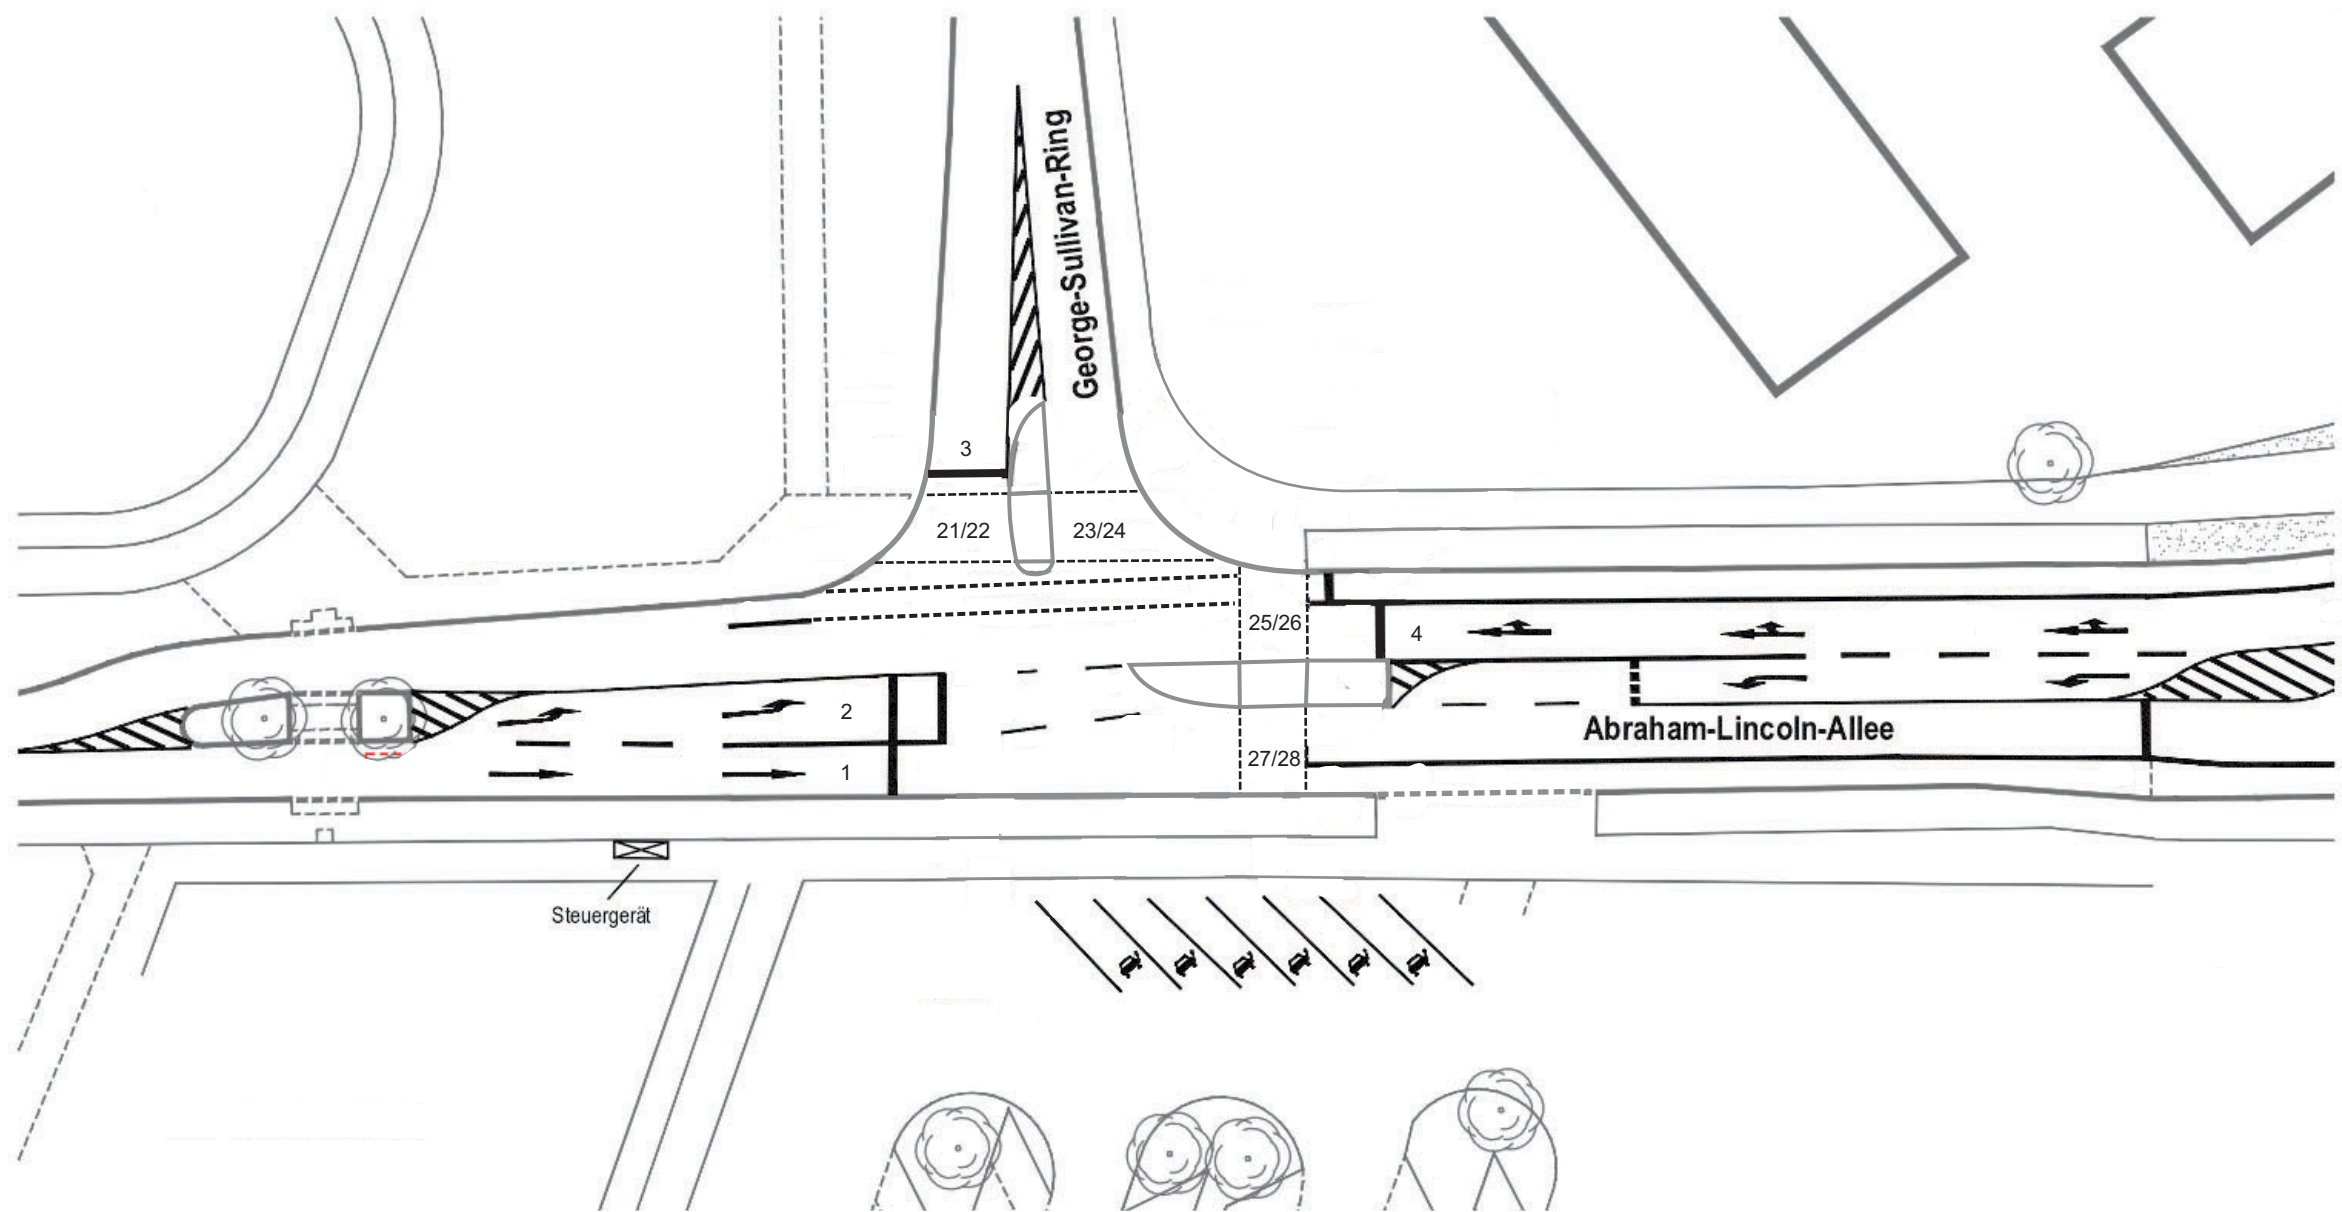 George-Sullivan-Ring
3
21/22
23/24
25/26
4
2
Abraham-Lincoln-Allee
27/28
1
Steuergerät